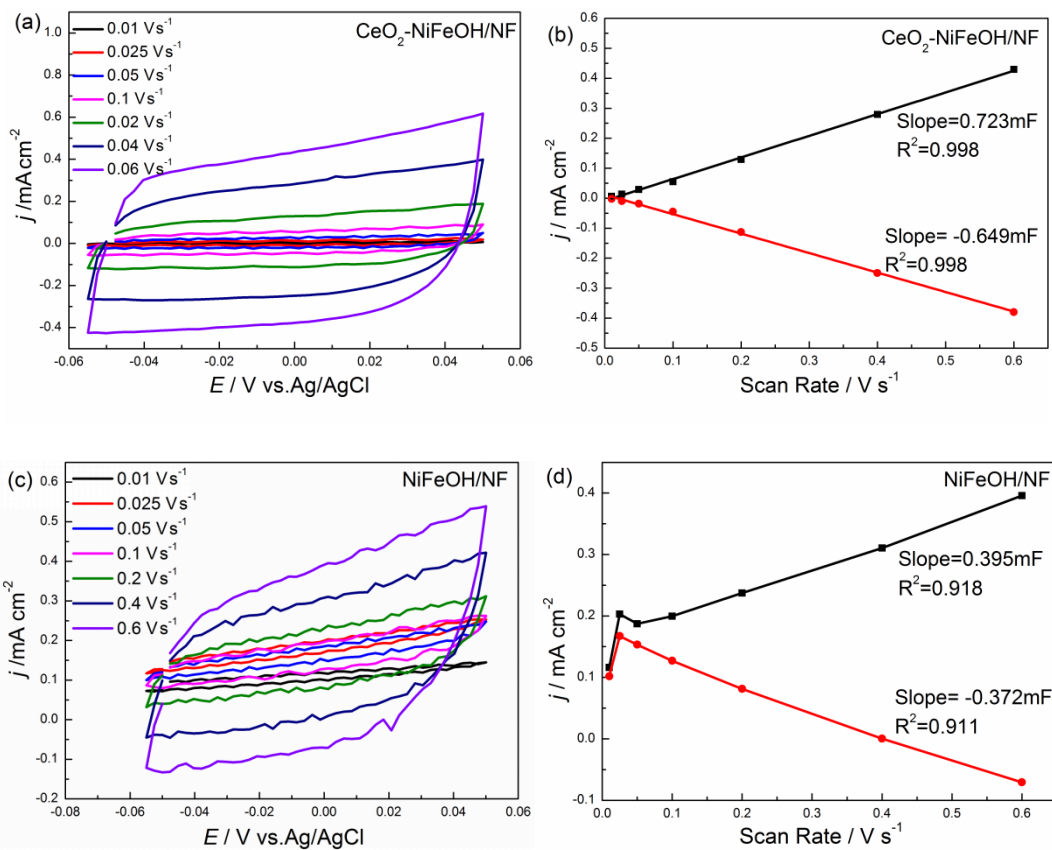 (a)
CeO2-NiFeOH/NF
0.01 Vs-1
0.025 Vs-1
0.05 Vs-1
0.1 Vs-1
0.02 Vs-1
0.04 Vs-1
0.06 Vs-1
j /mA cm-2
1.0
0.8
0.6
0.4
0.2
0.0
-0.2
-0.4
-0.06 -0.04 -0.02 0.00 0.02 0.04 0.06
E / V vs.Ag/AgCl
(b)
CeO2-NiFeOH/NF
j / mA cm-2
0.5
0.4
0.3
0.2
0.1
0.0
-0.1
-0.2
-0.3
-0.4
-0.5
Slope=0.723mF
R2=0.998
Slope= -0.649mF
R2=0.998
0.0 0.1 0.2 0.3 0.4 0.5 0.6
Scan Rate / V s-1
(c)
NiFeOH/NF
0.01 Vs-1
0.025 Vs-1
0.05 Vs-1
0.1 Vs-1
0.2 Vs-1
0.4 Vs-1
0.6 Vs-1
j /mA cm-2
0.6
0.5
0.4
0.3
0.2
0.1
0.0
-0.1
-0.2
-0.08 -0.06 -0.04 -0.02 0.00 0.02 0.04 0.06
E / V vs.Ag/AgCl
(d)
NiFeOH/NF
j / mA cm-2
0.4
0.3
0.2
0.1
0.0
-0.1
Slope=0.395mF
R2=0.918
Slope= -0.372mF
R2=0.911
0.0 0.1 0.2 0.3 0.4 0.5 0.6
Scan Rate / V s-1